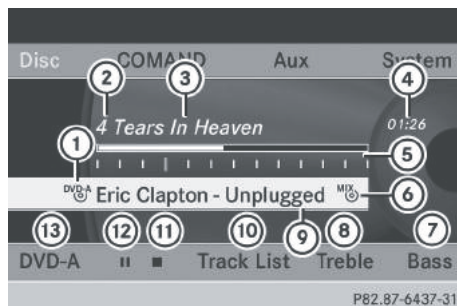 Disc COMAND Aux System
2 3 4
4 Tears In Heaven 01:26
1 5
DVD-A Eric Clapton - Unplugged MIX 6
13 12 11 10 9 8 7
DVD-A Track List Treble Bass
P82.87-6437-31